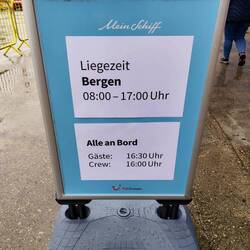 Mein Schiff
Liegezeit
Bergen
08:00 – 17:00 Uhr
Alle an Bord
Gäste: 16:30 Uhr
Crew: 16:00 Uhr